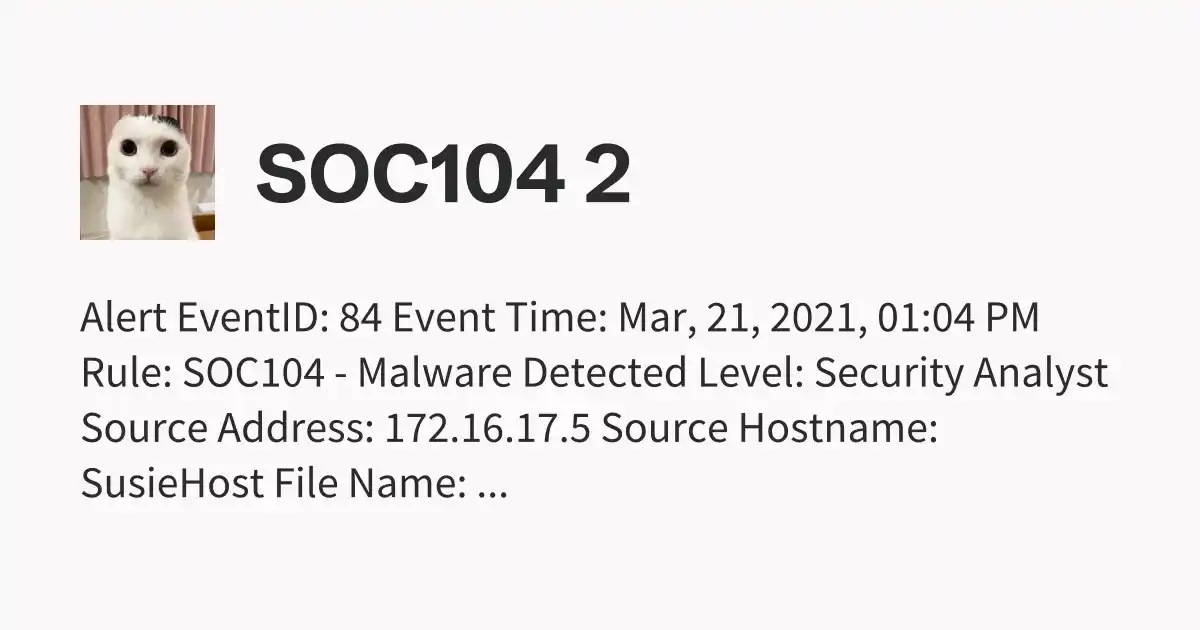 SOC104 2
Alert EventID: 84 Event Time: Mar, 21, 2021, 01:04 PM
Rule: SOC104 - Malware Detected Level: Security Analyst
Source Address: 172.16.17.5 Source Hostname:
SusieHost File Name: ...